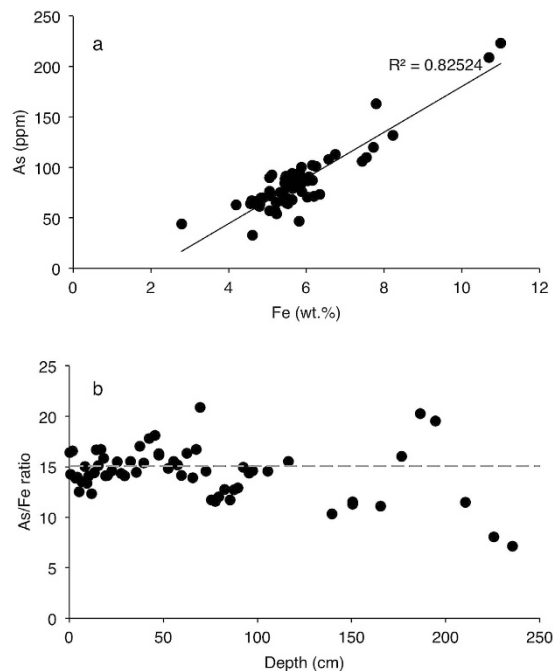 a
250
200
150
100
50
0
As (ppm)
R² = 0.82524
0 2 4 6 8 10 12
Fe (wt.%)
b
25
20
15
10
5
0
As/Fe ratio
0 50 100 150 200 250
Depth (cm)